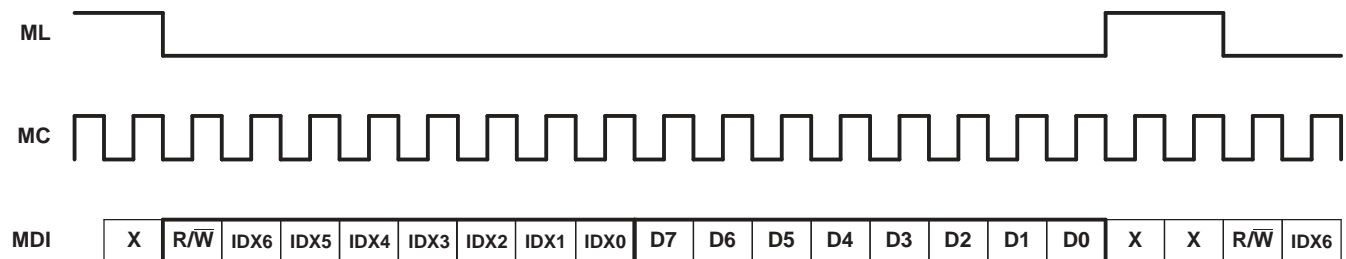 ML
MC
MDI X R/W̅ IDX6 IDX5 IDX4 IDX3 IDX2 IDX1 IDX0 D7 D6 D5 D4 D3 D2 D1 D0 X X R/W̅ IDX6